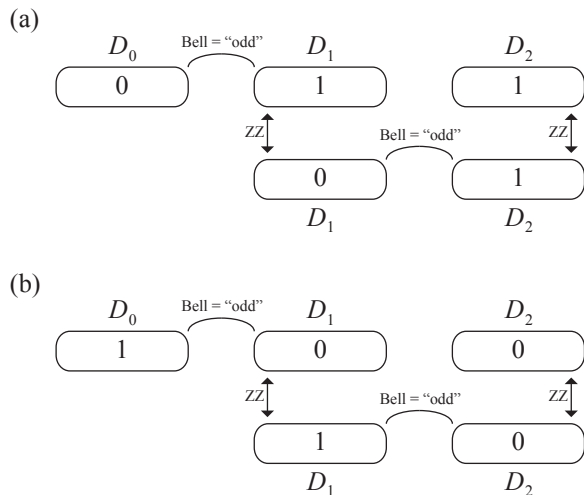 (a)
D0 Bell = “odd” D1 D2
0 1 1
ZZ Bell = “odd” ZZ
0 1
D1 D2
(b)
D0 Bell = “odd” D1 D2
1 0 0
ZZ Bell = “odd” ZZ
1 0
D1 D2